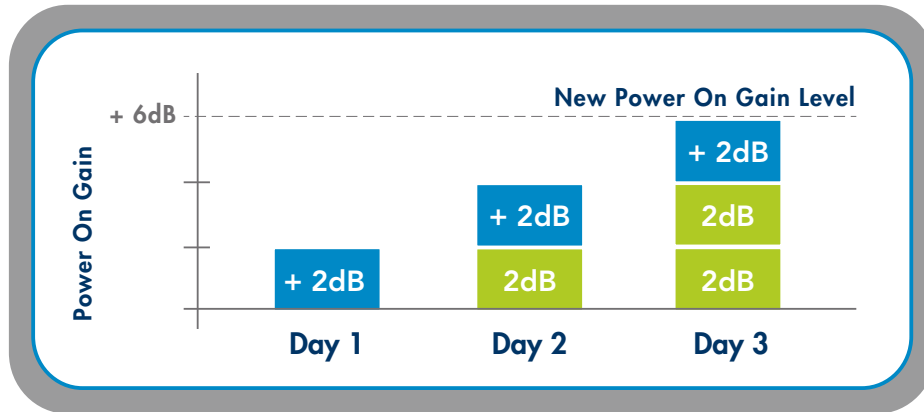 New Power On Gain Level
+ 6dB
Power On Gain
+ 2dB
+ 2dB
+ 2dB
2dB
2dB
2dB
Day 1
Day 2
Day 3